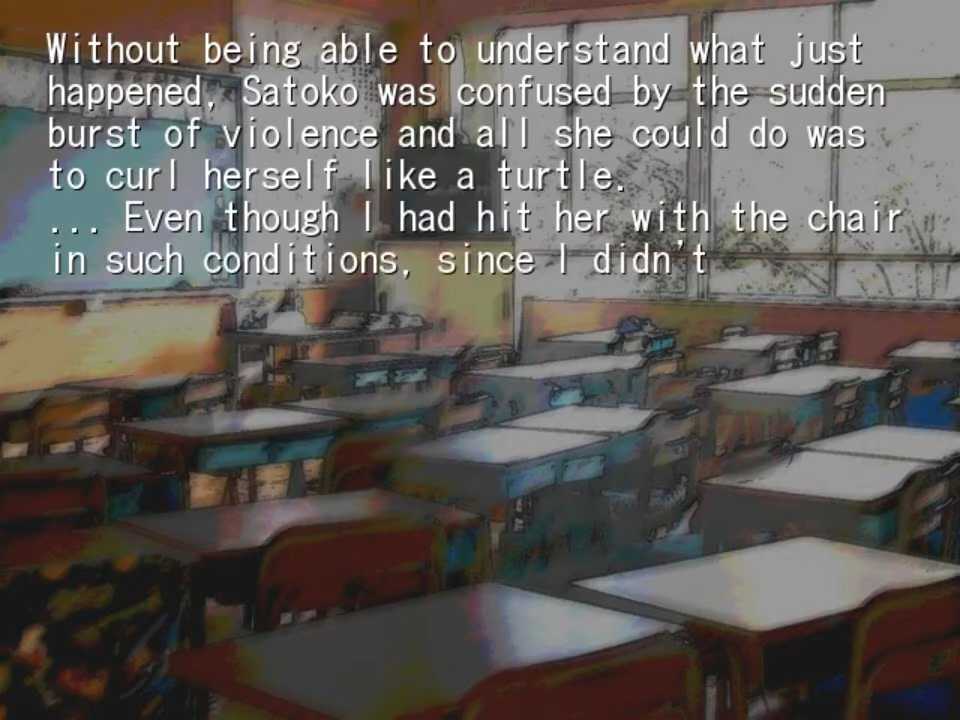 Without being able to understand what just
happened, Satoko was confused by the sudden
burst of violence and all she could do was
to curl herself like a turtle.
... Even though I had hit her with the chair
in such conditions, since I didn't